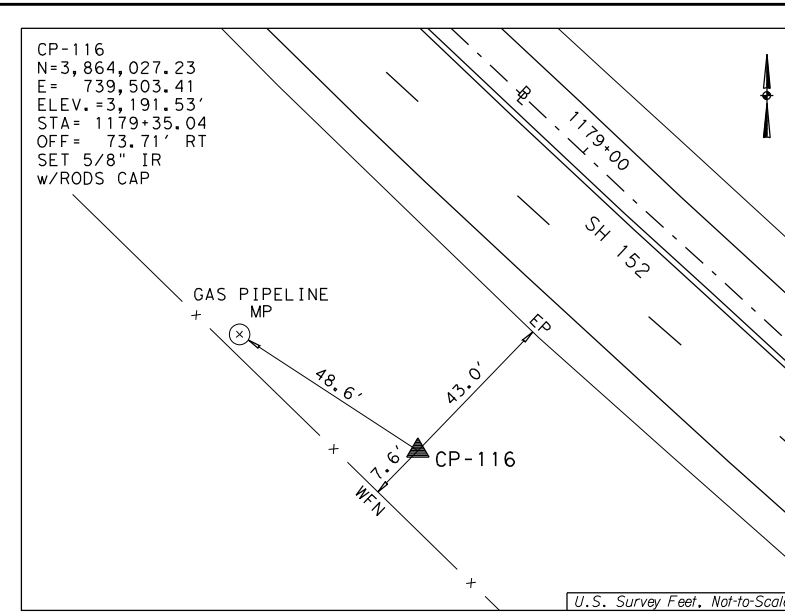 CP-116
N=3,864,027.23
E= 739,503.41
ELEV.=3,191.53'
STA= 1179+35.04
OFF= 73.71' RT
SET 5/8" IR
w/RODS CAP
1179+00
SH 152
GAS PIPELINE
MP
EP
48.6'
43.0'
7.6'
CP-116
WFN
U.S. Survey Feet, Not-to-Scale